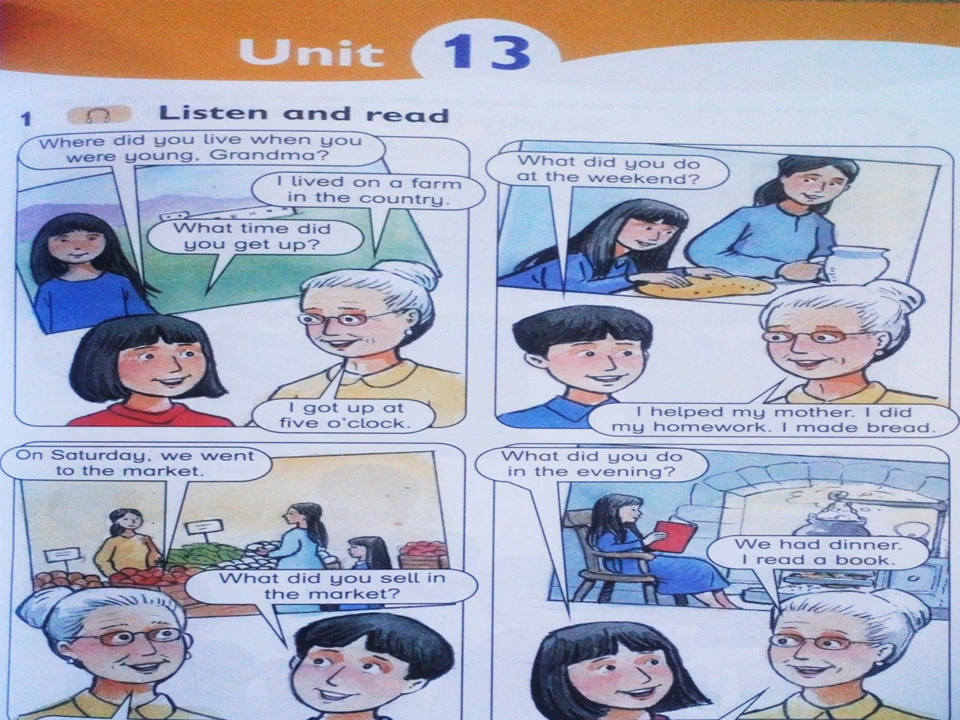 Unit 13
1 Listen and read
Where did you live when you
were young, Grandma?
I lived on a farm
in the country.
What time did
you get up?
I got up at
five o'clock.
What did you do
at the weekend?
I helped my mother. I did
my homework. I made bread.
On Saturday, we went
to the market.
What did you sell in
the market?
What did you do
in the evening?
We had dinner.
I read a book.